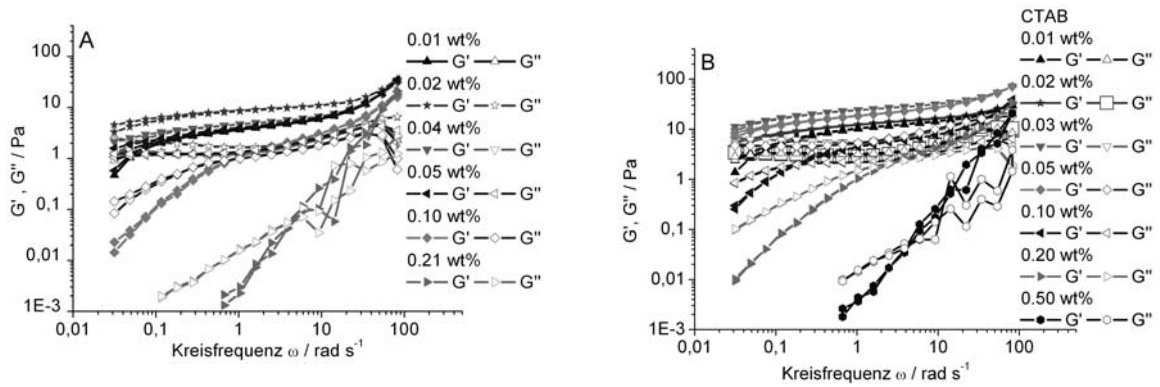 A
G', G'' / Pa
100
10
1
0.1
0.01
1E-3
0,01 0,1 1 10 100
Kreisfrequenz ω / rad s⁻¹
0.01 wt%
G' G''
0.02 wt%
G' G''
0.04 wt%
G' G''
0.05 wt%
G' G''
0.10 wt%
G' G''
0.21 wt%
G' G''
B
G', G'' / Pa
100
10
1
0,1
0,01
1E-3
0,01 0,1 1 10 100
Kreisfrequenz ω / rad s⁻¹
CTAB
0.01 wt%
G' G''
0.02 wt%
G' G''
0.03 wt%
G' G''
0.05 wt%
G' G''
0.10 wt%
G' G''
0.20 wt%
G' G''
0.50 wt%
G' G''